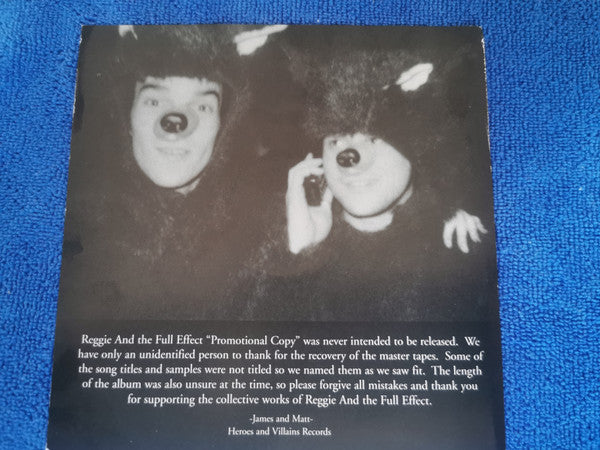 Reggie And the Full Effect “Promotional Copy” was never intended to be released. We
have only an unidentified person to thank for the recovery of the master tapes. Some of
the song titles and samples were not titled so we named them as we saw fit. The length
of the album was also unsure at the time, so please forgive all mistakes and thank you
for supporting the collective works of Reggie And the Full Effect.
-James and Matt-
Heroes and Villains Records